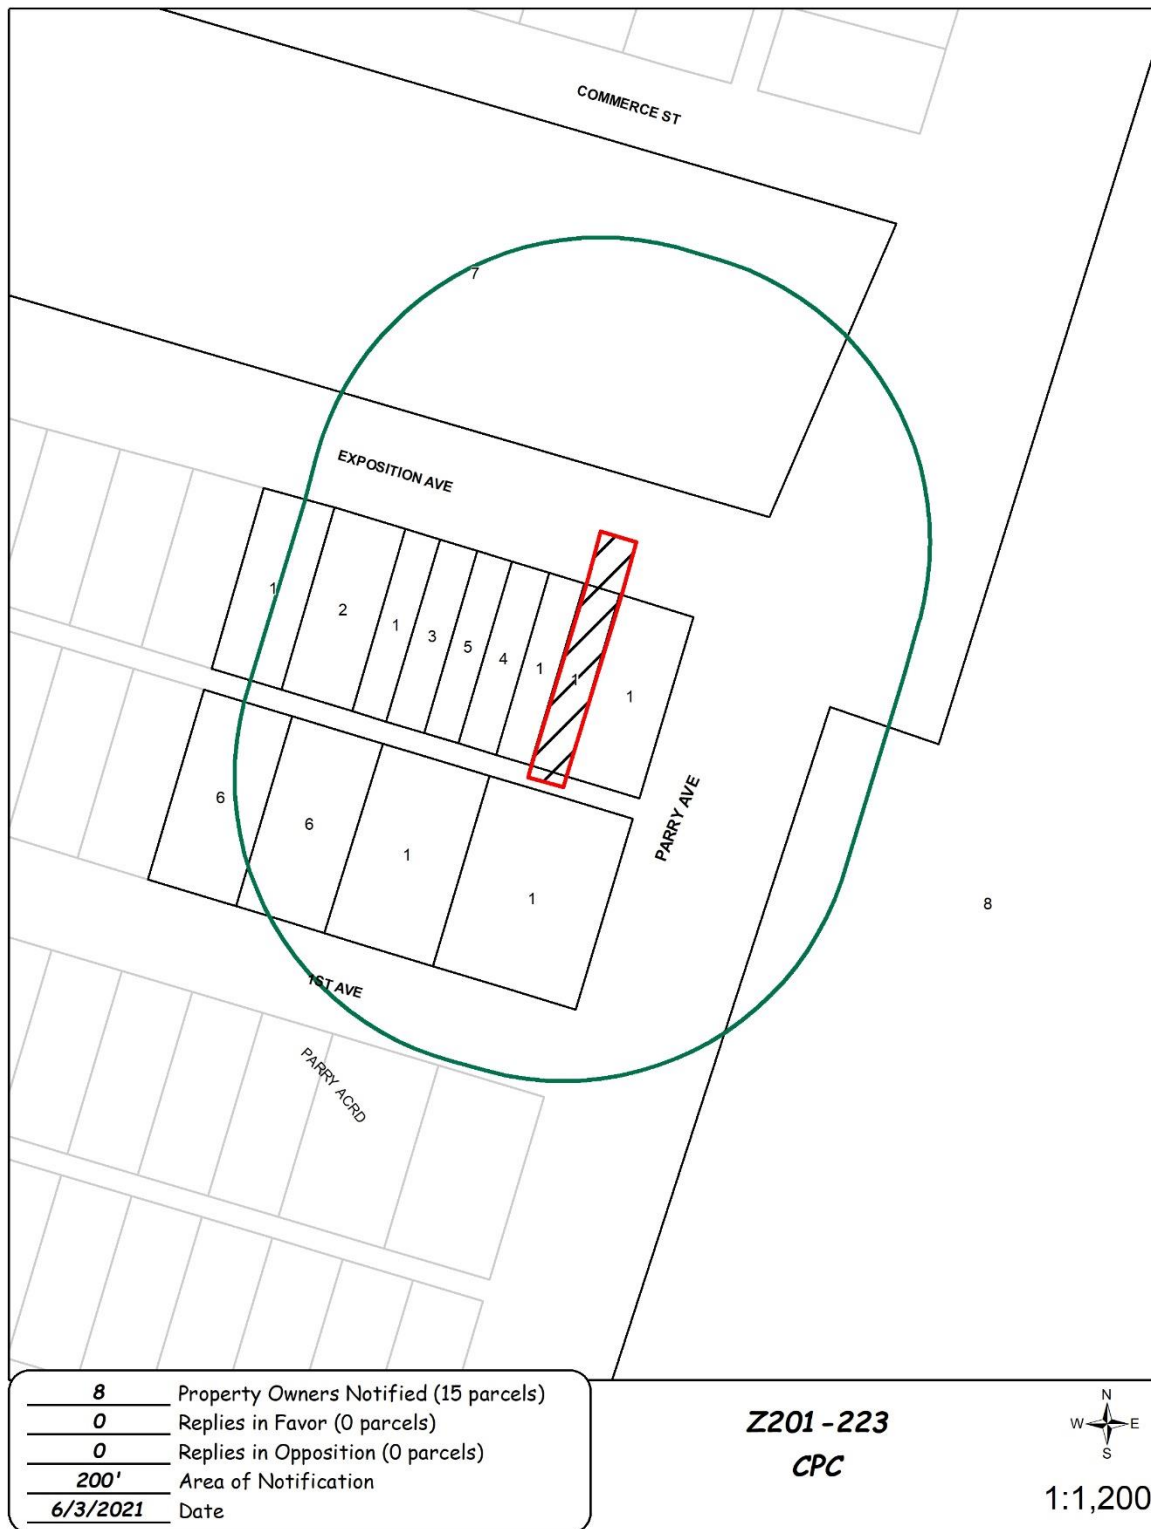 COMMERCE ST
7
EXPOSITION AVE
1
2
1
3
5
4
1
1
1
6
6
1
1
PARRY AVE
8
1ST AVE
PARRY ACRD
8 Property Owners Notified (15 parcels)
0 Replies in Favor (0 parcels)
0 Replies in Opposition (0 parcels)
200' Area of Notification
6/3/2021 Date
Z201-223
CPC
N
W E
S
1:1,200